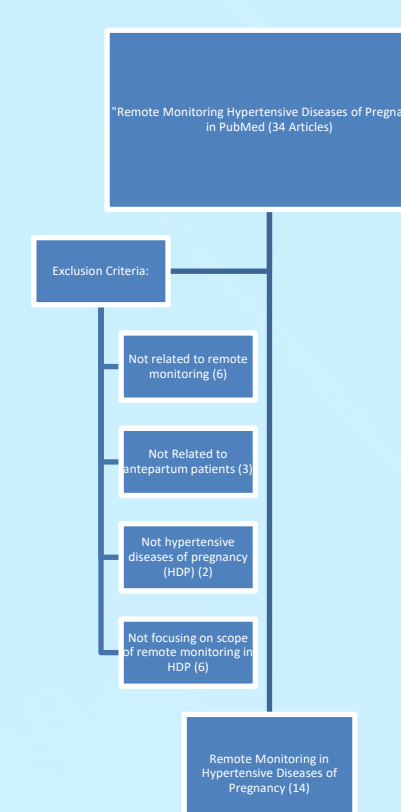 "Remote Monitoring Hypertensive Diseases of
in PubMed (34 Articles)
Exclusion Criteria:
Not related to remote
monitoring (6)
Not Related to
antepartum patients (3)
Not hypertensive
diseases of pregnancy
(HDP) (2)
Not focusing on scope
of remote monitoring in
HDP (6)
Remote Monitoring in
Hypertensive Diseases of
Pregnancy (14)